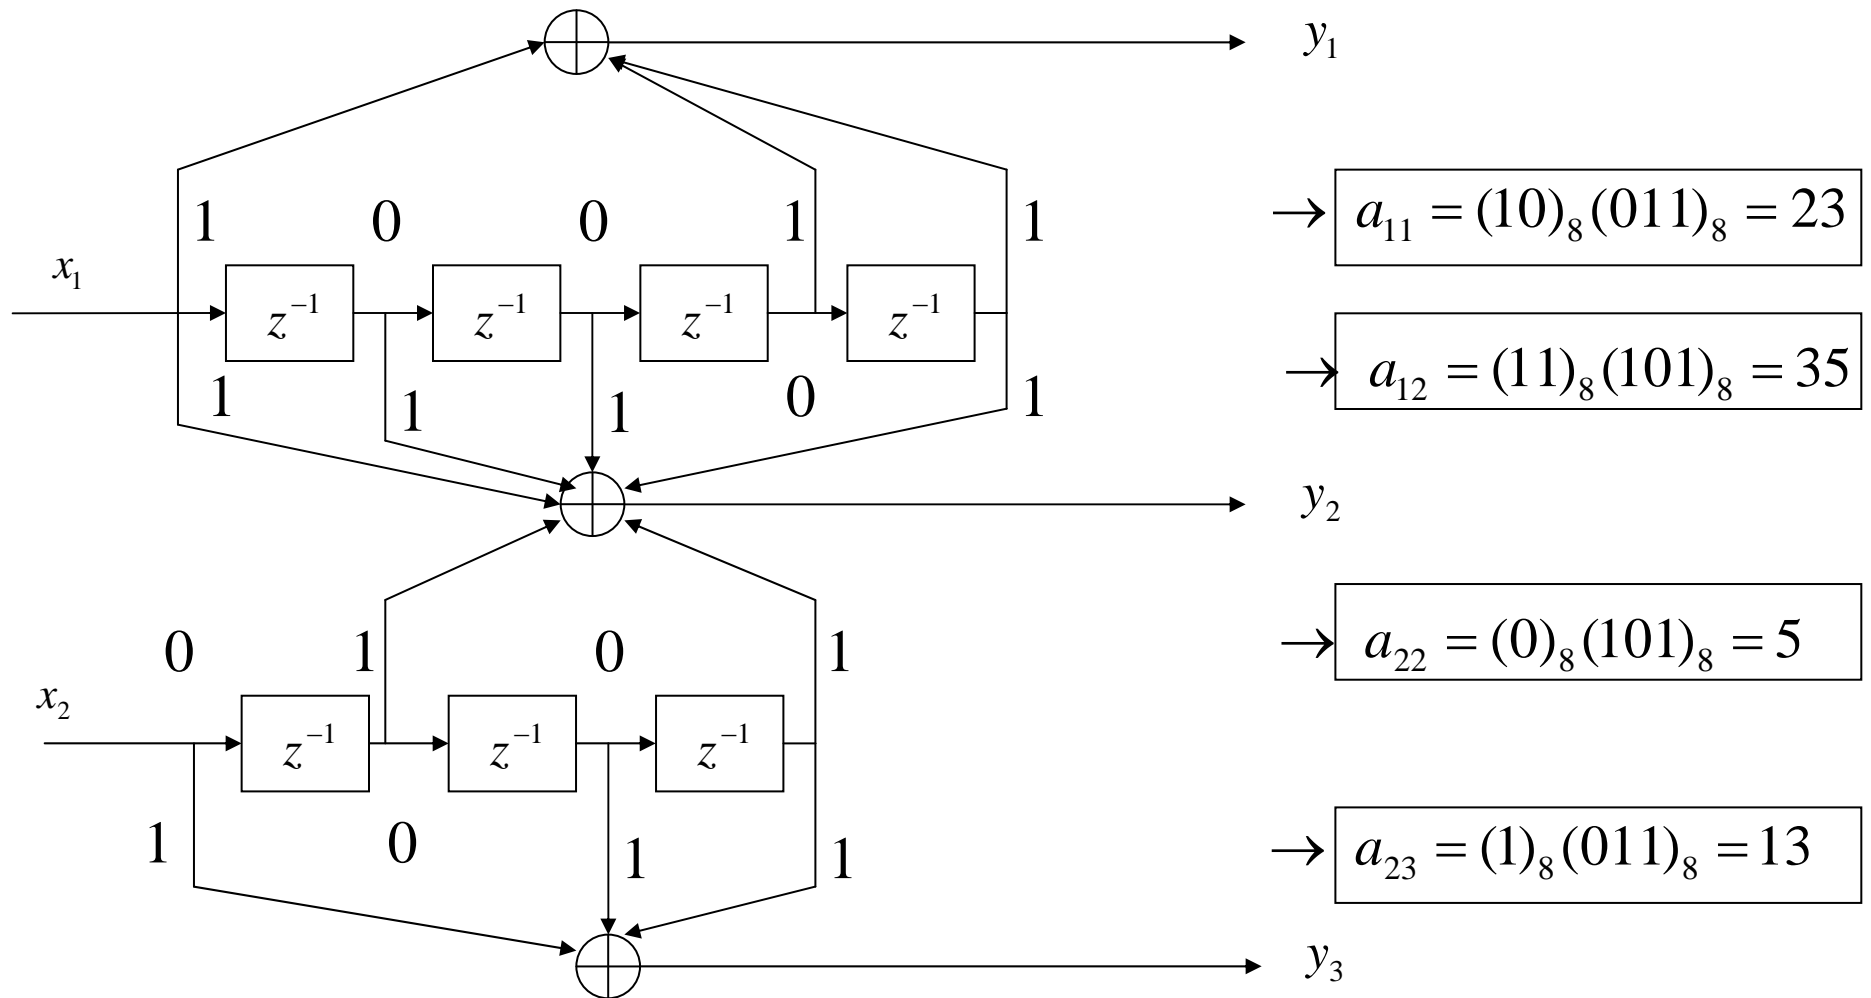 y₁
1 0 0 1 1
→ a₁₁ = (10)₈(011)₈ = 23
x₁
z⁻¹ z⁻¹ z⁻¹ z⁻¹
→ a₁₂ = (11)₈(101)₈ = 35
1 1 1 0 1
y₂
0 1 0 1
→ a₂₂ = (0)₈(101)₈ = 5
x₂
z⁻¹ z⁻¹ z⁻¹
1 0 1 1
→ a₂₃ = (1)₈(011)₈ = 13
y₃